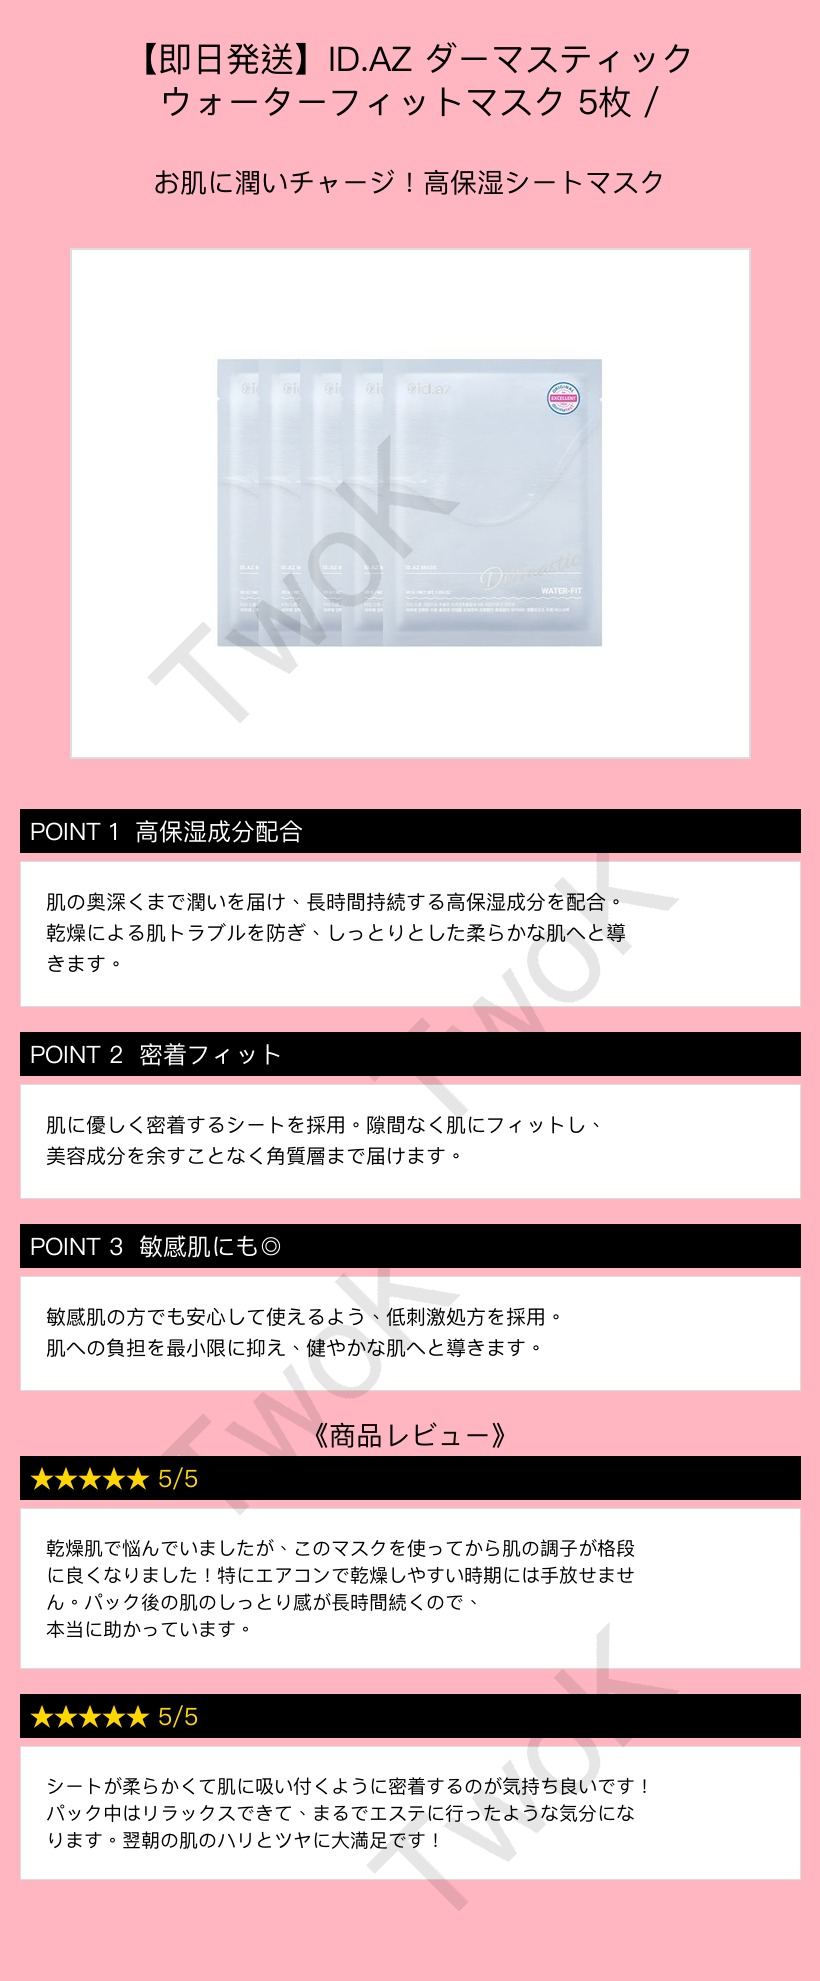 【即日発送】ID.AZ ダーマスティック
ウォーターフィットマスク 5枚 /
お肌に潤いチャージ！高保湿シートマスク
id.az
ORIGINAL
EXCELLENT
ID.AZ MASK
Dermastic
WATER-FIT
TwoK
POINT 1 高保湿成分配合
肌の奥深くまで潤いを届け、長時間持続する高保湿成分を配合。
乾燥による肌トラブルを防ぎ、しっとりとした柔らかな肌へと導
きます。
TwoK
POINT 2 密着フィット
肌に優しく密着するシートを採用。隙間なく肌にフィットし、
美容成分を余すことなく角質層まで届けます。
POINT 3 敏感肌にも◎
敏感肌の方でも安心して使えるよう、低刺激処方を採用。
肌への負担を最小限に抑え、健やかな肌へと導きます。
TwoK
《商品レビュー》
★★★★★ 5/5
乾燥肌で悩んでいましたが、このマスクを使ってから肌の調子が格段
に良くなりました！特にエアコンで乾燥しやすい時期には手放せませ
ん。パック後の肌のしっとり感が長時間続くので、
本当に助かっています。
★★★★★ 5/5
シートが柔らかくて肌に吸い付くように密着するのが気持ち良いです！
パック中はリラックスできて、まるでエステに行ったような気分にな
ります。翌朝の肌のハリとツヤに大満足です！
TwoK